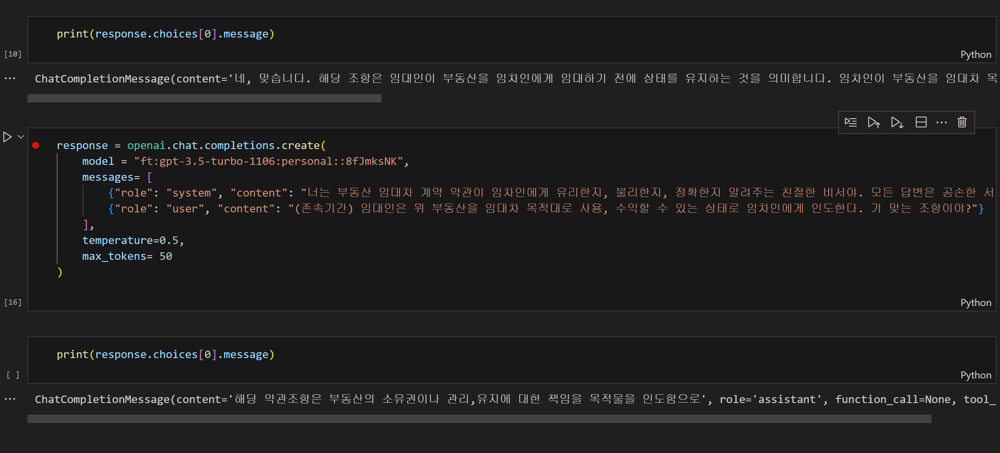 print(response.choices[0].message)
[10]
Python
ChatCompletionMessage(content='네, 맞습니다. 해당 조항은 임대인이 부동산을 임차인에게 임대하기 전에 상태를 유지하는 것을 의미합니다. 임차인이 부동산을 임대차 목
response = openai.chat.completions.create(
model = "ft:gpt-3.5-turbo-1106:personal::8fJmksNK",
messages= [
{"role": "system", "content": "너는 부동산 임대차 계약 약관이 임차인에게 유리한지, 불리한지, 정확한지 알려주는 친절한 비서야. 모든 답변은 공손한 서
{"role": "user", "content": "(존속기간) 임대인은 위 부동산을 임대차 목적대로 사용, 수익할 수 있는 상태로 임차인에게 인도한다. 가 맞는 조항이야?"}
],
temperature=0.5,
max_tokens= 50
)
[16]
Python
print(response.choices[0].message)
[ ]
Python
ChatCompletionMessage(content='해당 약관조항은 부동산의 소유권이나 관리,유지에 대한 책임을 목적물을 인도함으로', role='assistant', function_call=None, tool_